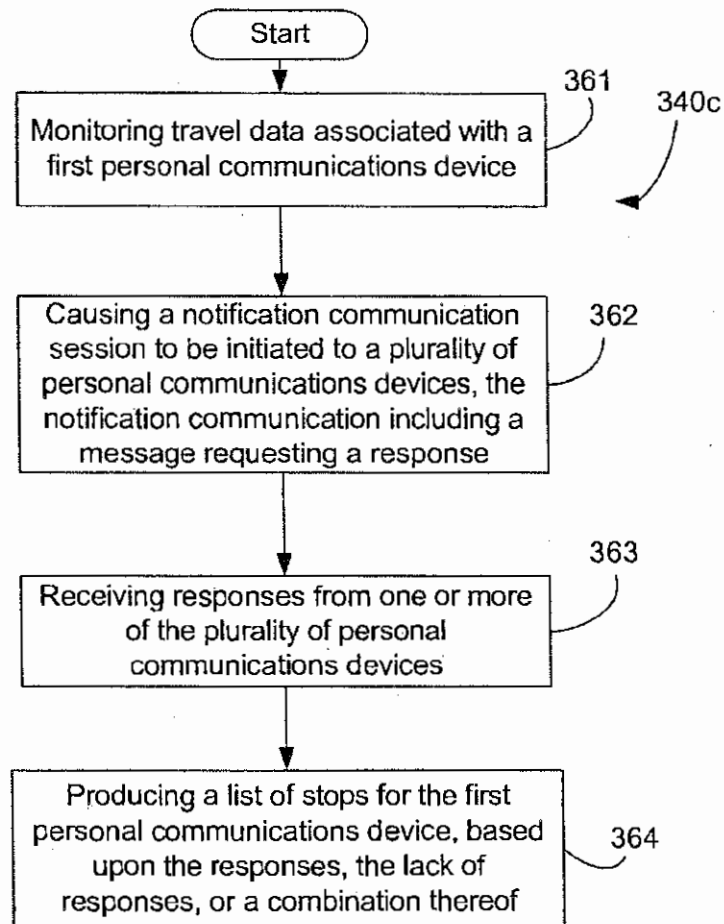 Start
361
340c
Monitoring travel data associated with a
first personal communications device
362
Causing a notification communication
session to be initiated to a plurality of
personal communications devices, the
notification communication including a
message requesting a response
363
Receiving responses from one or more
of the plurality of personal
communications devices
Producing a list of stops for the first
personal communications device, based
upon the responses, the lack of
responses, or a combination thereof
364